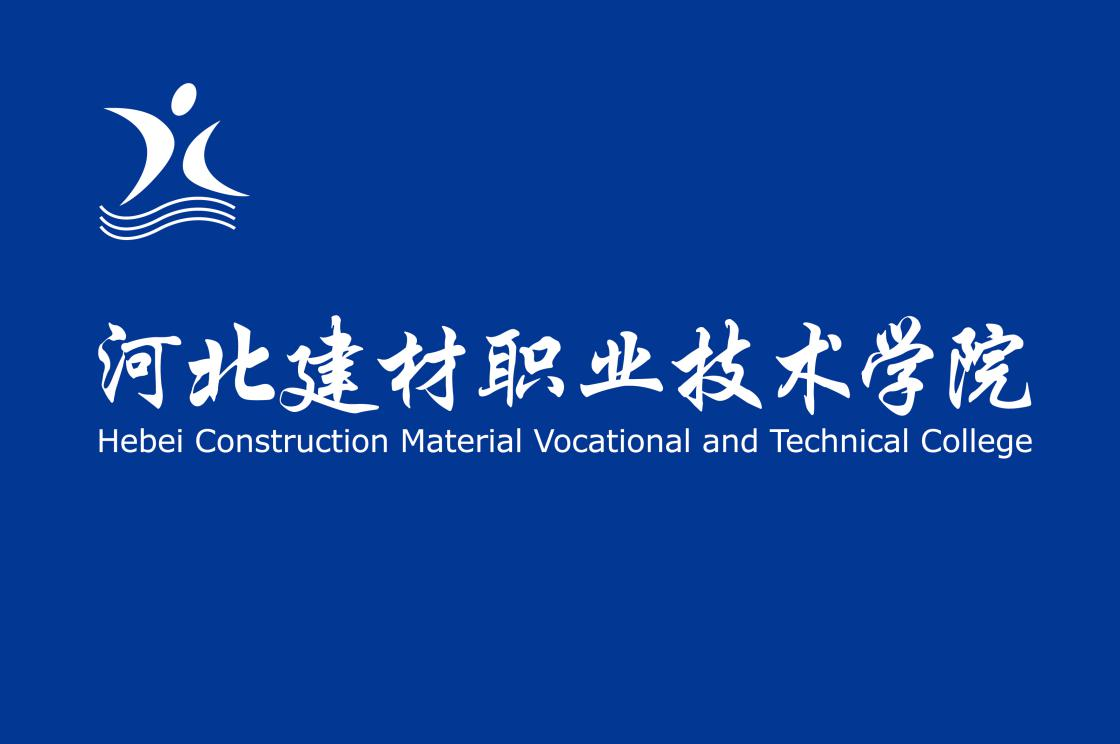 河北建材职业技术学院
Hebei Construction Material Vocational and Technical College